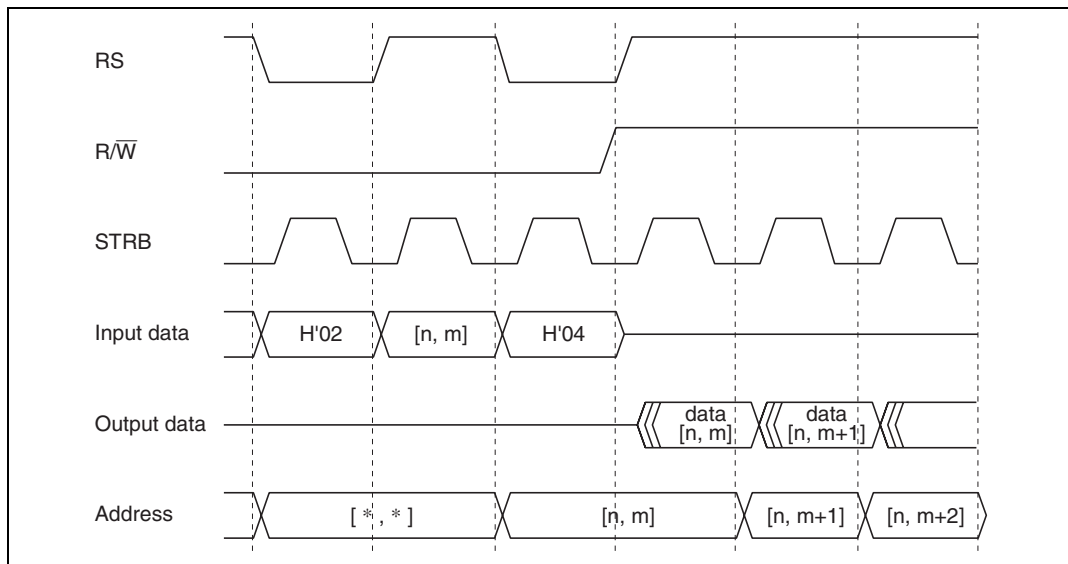 RS
R/W̅
STRB
Input data H'02 [n, m] H'04
Output data data [n, m] data [n, m+1]
Address [ * , * ] [n, m] [n, m+1] [n, m+2]